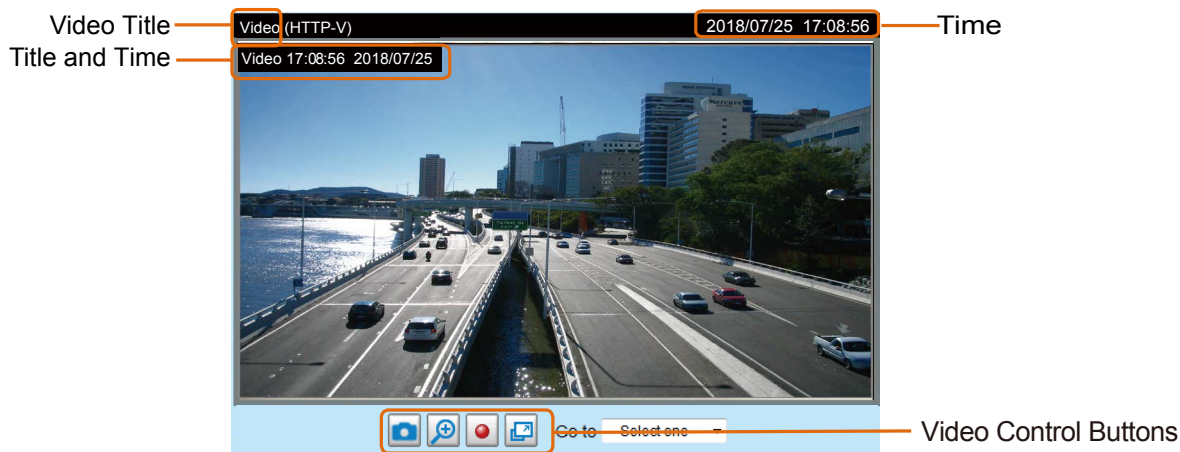 Video Title
Video (HTTP-V)
2018/07/25 17:08:56
Time
Title and Time
Video 17:08:56 2018/07/25
Mercure
Go to
Select one
Video Control Buttons